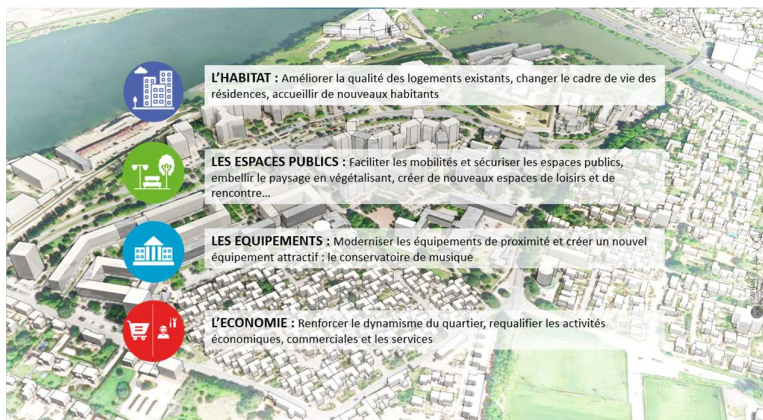 L'HABITAT : Améliorer la qualité des logements existants, changer le cadre de vie des
résidences, accueillir de nouveaux habitants
LES ESPACES PUBLICS : Faciliter les mobilités et sécuriser les espaces publics,
embellir le paysage en végétalisant, créer de nouveaux espaces de loisirs et de
rencontre…
LES EQUIPEMENTS : Moderniser les équipements de proximité et créer un nouvel
équipement attractif : le conservatoire de musique
L'ECONOMIE : Renforcer le dynamisme du quartier, requalifier les activités
économiques, commerciales et les services